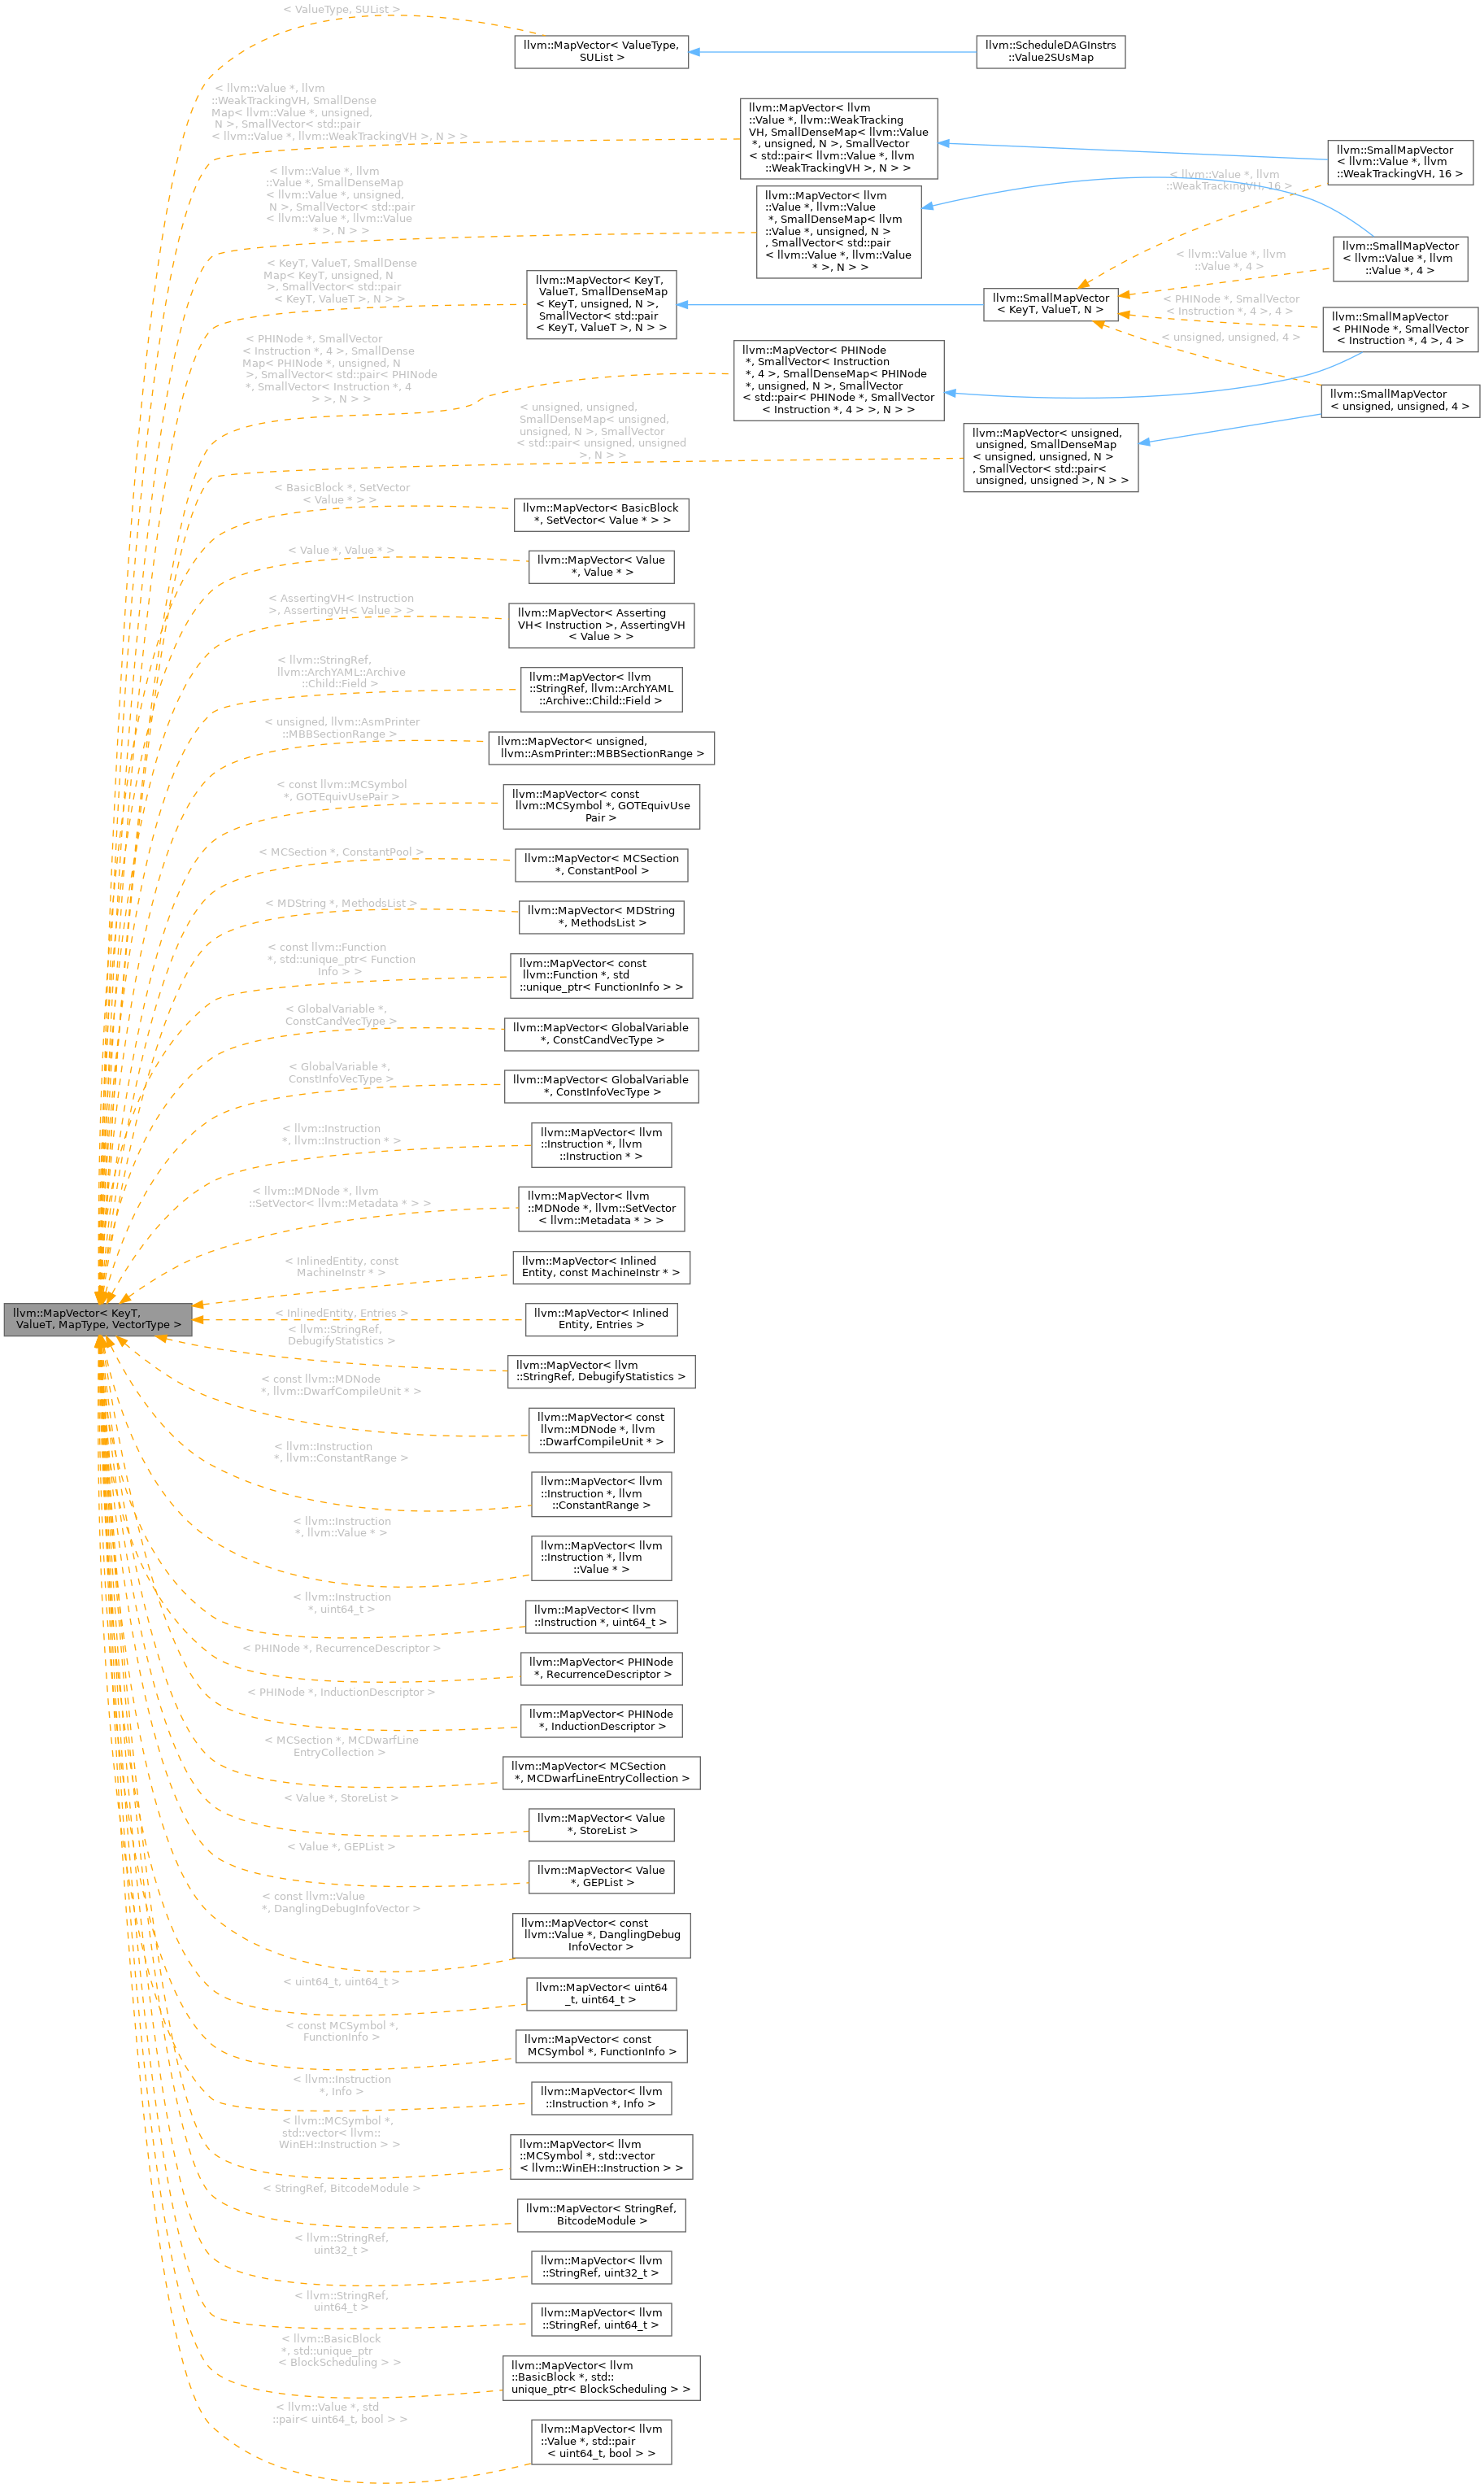 < ValueType, SUList >
llvm::MapVector< ValueType,
SUList >
llvm::ScheduleDAGInstrs
::Value2SUsMap
< llvm::Value *, llvm
::WeakTrackingVH, SmallDense
Map< llvm::Value *, unsigned,
N >, SmallVector< std::pair
< llvm::Value *, llvm::WeakTrackingVH >, N > >
llvm::MapVector< llvm
::Value *, llvm::WeakTracking
VH, SmallDenseMap< llvm::Value
*, unsigned, N >, SmallVector
< std::pair< llvm::Value *, llvm
::WeakTrackingVH >, N > >
llvm::SmallMapVector
< llvm::Value *, llvm
::WeakTrackingVH, 16 >
< llvm::Value *, llvm
::WeakTrackingVH, 16 >
< llvm::Value *, llvm
::Value *, SmallDenseMap
< llvm::Value *, unsigned,
N >, SmallVector< std::pair
< llvm::Value *, llvm::Value
* >, N > >
llvm::MapVector< llvm
::Value *, llvm::Value
*, SmallDenseMap< llvm
::Value *, unsigned, N >
, SmallVector< std::pair
< llvm::Value *, llvm::Value
* >, N > >
llvm::SmallMapVector
< llvm::Value *, llvm
::Value *, 4 >
< llvm::Value *, llvm
::Value *, 4 >
< KeyT, ValueT, SmallDense
Map< KeyT, unsigned, N
>, SmallVector< std::pair
< KeyT, ValueT >, N > >
llvm::MapVector< KeyT,
ValueT, SmallDenseMap
< KeyT, unsigned, N >,
SmallVector< std::pair
< KeyT, ValueT >, N > >
llvm::SmallMapVector
< KeyT, ValueT, N >
< PHINode *, SmallVector
< Instruction *, 4 >, 4 >
llvm::SmallMapVector
< PHINode *, SmallVector
< Instruction *, 4 >, 4 >
< unsigned, unsigned, 4 >
< PHINode *, SmallVector
< Instruction *, 4 >, SmallDense
Map< PHINode *, unsigned, N
>, SmallVector< std::pair< PHINode
*, SmallVector< Instruction *, 4
> >, N > >
llvm::MapVector< PHINode
*, SmallVector< Instruction
*, 4 >, SmallDenseMap< PHINode
*, unsigned, N >, SmallVector
< std::pair< PHINode *, SmallVector
< Instruction *, 4 > >, N > >
llvm::SmallMapVector
< unsigned, unsigned, 4 >
< unsigned, unsigned,
SmallDenseMap< unsigned,
unsigned, N >, SmallVector
< std::pair< unsigned, unsigned
>, N > >
llvm::MapVector< unsigned,
unsigned, SmallDenseMap
< unsigned, unsigned, N >
, SmallVector< std::pair<
unsigned, unsigned >, N > >
< BasicBlock *, SetVector
< Value * > >
llvm::MapVector< BasicBlock
*, SetVector< Value * > >
< Value *, Value * >
llvm::MapVector< Value
*, Value * >
< AssertingVH< Instruction
>, AssertingVH< Value > >
llvm::MapVector< Asserting
VH< Instruction >, AssertingVH
< Value > >
< llvm::StringRef,
llvm::ArchYAML::Archive
::Child::Field >
llvm::MapVector< llvm
::StringRef, llvm::ArchYAML
::Archive::Child::Field >
< unsigned, llvm::AsmPrinter
::MBBSectionRange >
llvm::MapVector< unsigned,
llvm::AsmPrinter::MBBSectionRange >
< const llvm::MCSymbol
*, GOTEquivUsePair >
llvm::MapVector< const
llvm::MCSymbol *, GOTEquivUse
Pair >
< MCSection *, ConstantPool >
llvm::MapVector< MCSection
*, ConstantPool >
< MDString *, MethodsList >
llvm::MapVector< MDString
*, MethodsList >
< const llvm::Function
*, std::unique_ptr< Function
Info > >
llvm::MapVector< const
llvm::Function *, std
::unique_ptr< FunctionInfo > >
< GlobalVariable *,
ConstCandVecType >
llvm::MapVector< GlobalVariable
*, ConstCandVecType >
< GlobalVariable *,
ConstInfoVecType >
llvm::MapVector< GlobalVariable
*, ConstInfoVecType >
< llvm::Instruction
*, llvm::Instruction * >
llvm::MapVector< llvm
::Instruction *, llvm
::Instruction * >
< llvm::MDNode *, llvm
::SetVector< llvm::Metadata * > >
llvm::MapVector< llvm
::MDNode *, llvm::SetVector
< llvm::Metadata * > >
< InlinedEntity, const
MachineInstr * >
llvm::MapVector< Inlined
Entity, const MachineInstr * >
llvm::MapVector< KeyT,
ValueT, MapType, VectorType >
< InlinedEntity, Entries >
llvm::MapVector< Inlined
Entity, Entries >
< llvm::StringRef,
DebugifyStatistics >
llvm::MapVector< llvm
::StringRef, DebugifyStatistics >
< const llvm::MDNode
*, llvm::DwarfCompileUnit * >
llvm::MapVector< const
llvm::MDNode *, llvm
::DwarfCompileUnit * >
< llvm::Instruction
*, llvm::ConstantRange >
llvm::MapVector< llvm
::Instruction *, llvm
::ConstantRange >
< llvm::Instruction
*, llvm::Value * >
llvm::MapVector< llvm
::Instruction *, llvm
::Value * >
< llvm::Instruction
*, uint64_t >
llvm::MapVector< llvm
::Instruction *, uint64_t >
< PHINode *, RecurrenceDescriptor >
llvm::MapVector< PHINode
*, RecurrenceDescriptor >
< PHINode *, InductionDescriptor >
llvm::MapVector< PHINode
*, InductionDescriptor >
< MCSection *, MCDwarfLine
EntryCollection >
llvm::MapVector< MCSection
*, MCDwarfLineEntryCollection >
< Value *, StoreList >
llvm::MapVector< Value
*, StoreList >
< Value *, GEPList >
llvm::MapVector< Value
*, GEPList >
< const llvm::Value
*, DanglingDebugInfoVector >
llvm::MapVector< const
llvm::Value *, DanglingDebug
InfoVector >
< uint64_t, uint64_t >
llvm::MapVector< uint64
_t, uint64_t >
< const MCSymbol *,
FunctionInfo >
llvm::MapVector< const
MCSymbol *, FunctionInfo >
< llvm::Instruction
*, Info >
llvm::MapVector< llvm
::Instruction *, Info >
< llvm::MCSymbol *,
std::vector< llvm::
WinEH::Instruction > >
llvm::MapVector< llvm
::MCSymbol *, std::vector
< llvm::WinEH::Instruction > >
< StringRef, BitcodeModule >
llvm::MapVector< StringRef,
BitcodeModule >
< llvm::StringRef,
uint32_t >
llvm::MapVector< llvm
::StringRef, uint32_t >
< llvm::StringRef,
uint64_t >
llvm::MapVector< llvm
::StringRef, uint64_t >
< llvm::BasicBlock
*, std::unique_ptr
< BlockScheduling > >
llvm::MapVector< llvm
::BasicBlock *, std::
unique_ptr< BlockScheduling > >
< llvm::Value *, std
::pair< uint64_t, bool > >
llvm::MapVector< llvm
::Value *, std::pair
< uint64_t, bool > >